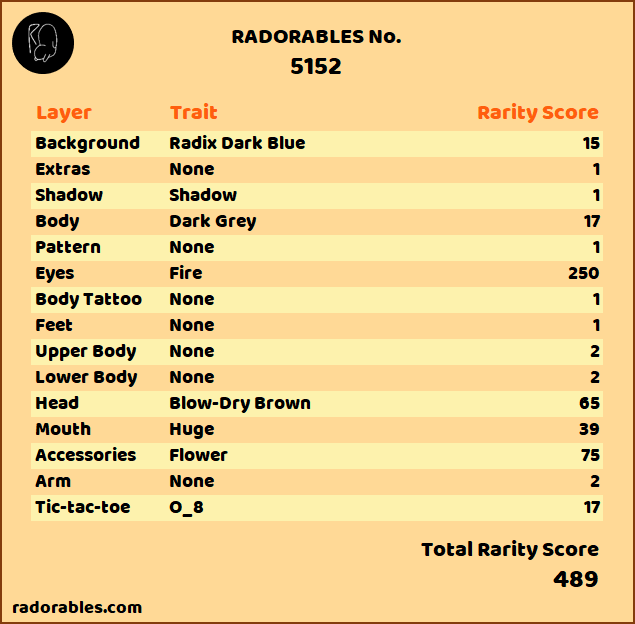 RADORABLES No.
5152
Layer Trait Rarity Score
Background Radix Dark Blue 15
Extras None 1
Shadow Shadow 1
Body Dark Grey 17
Pattern None 1
Eyes Fire 250
Body Tattoo None 1
Feet None 1
Upper Body None 2
Lower Body None 2
Head Blow-Dry Brown 65
Mouth Huge 39
Accessories Flower 75
Arm None 2
Tic-tac-toe O_8 17
Total Rarity Score
489
radorables.com